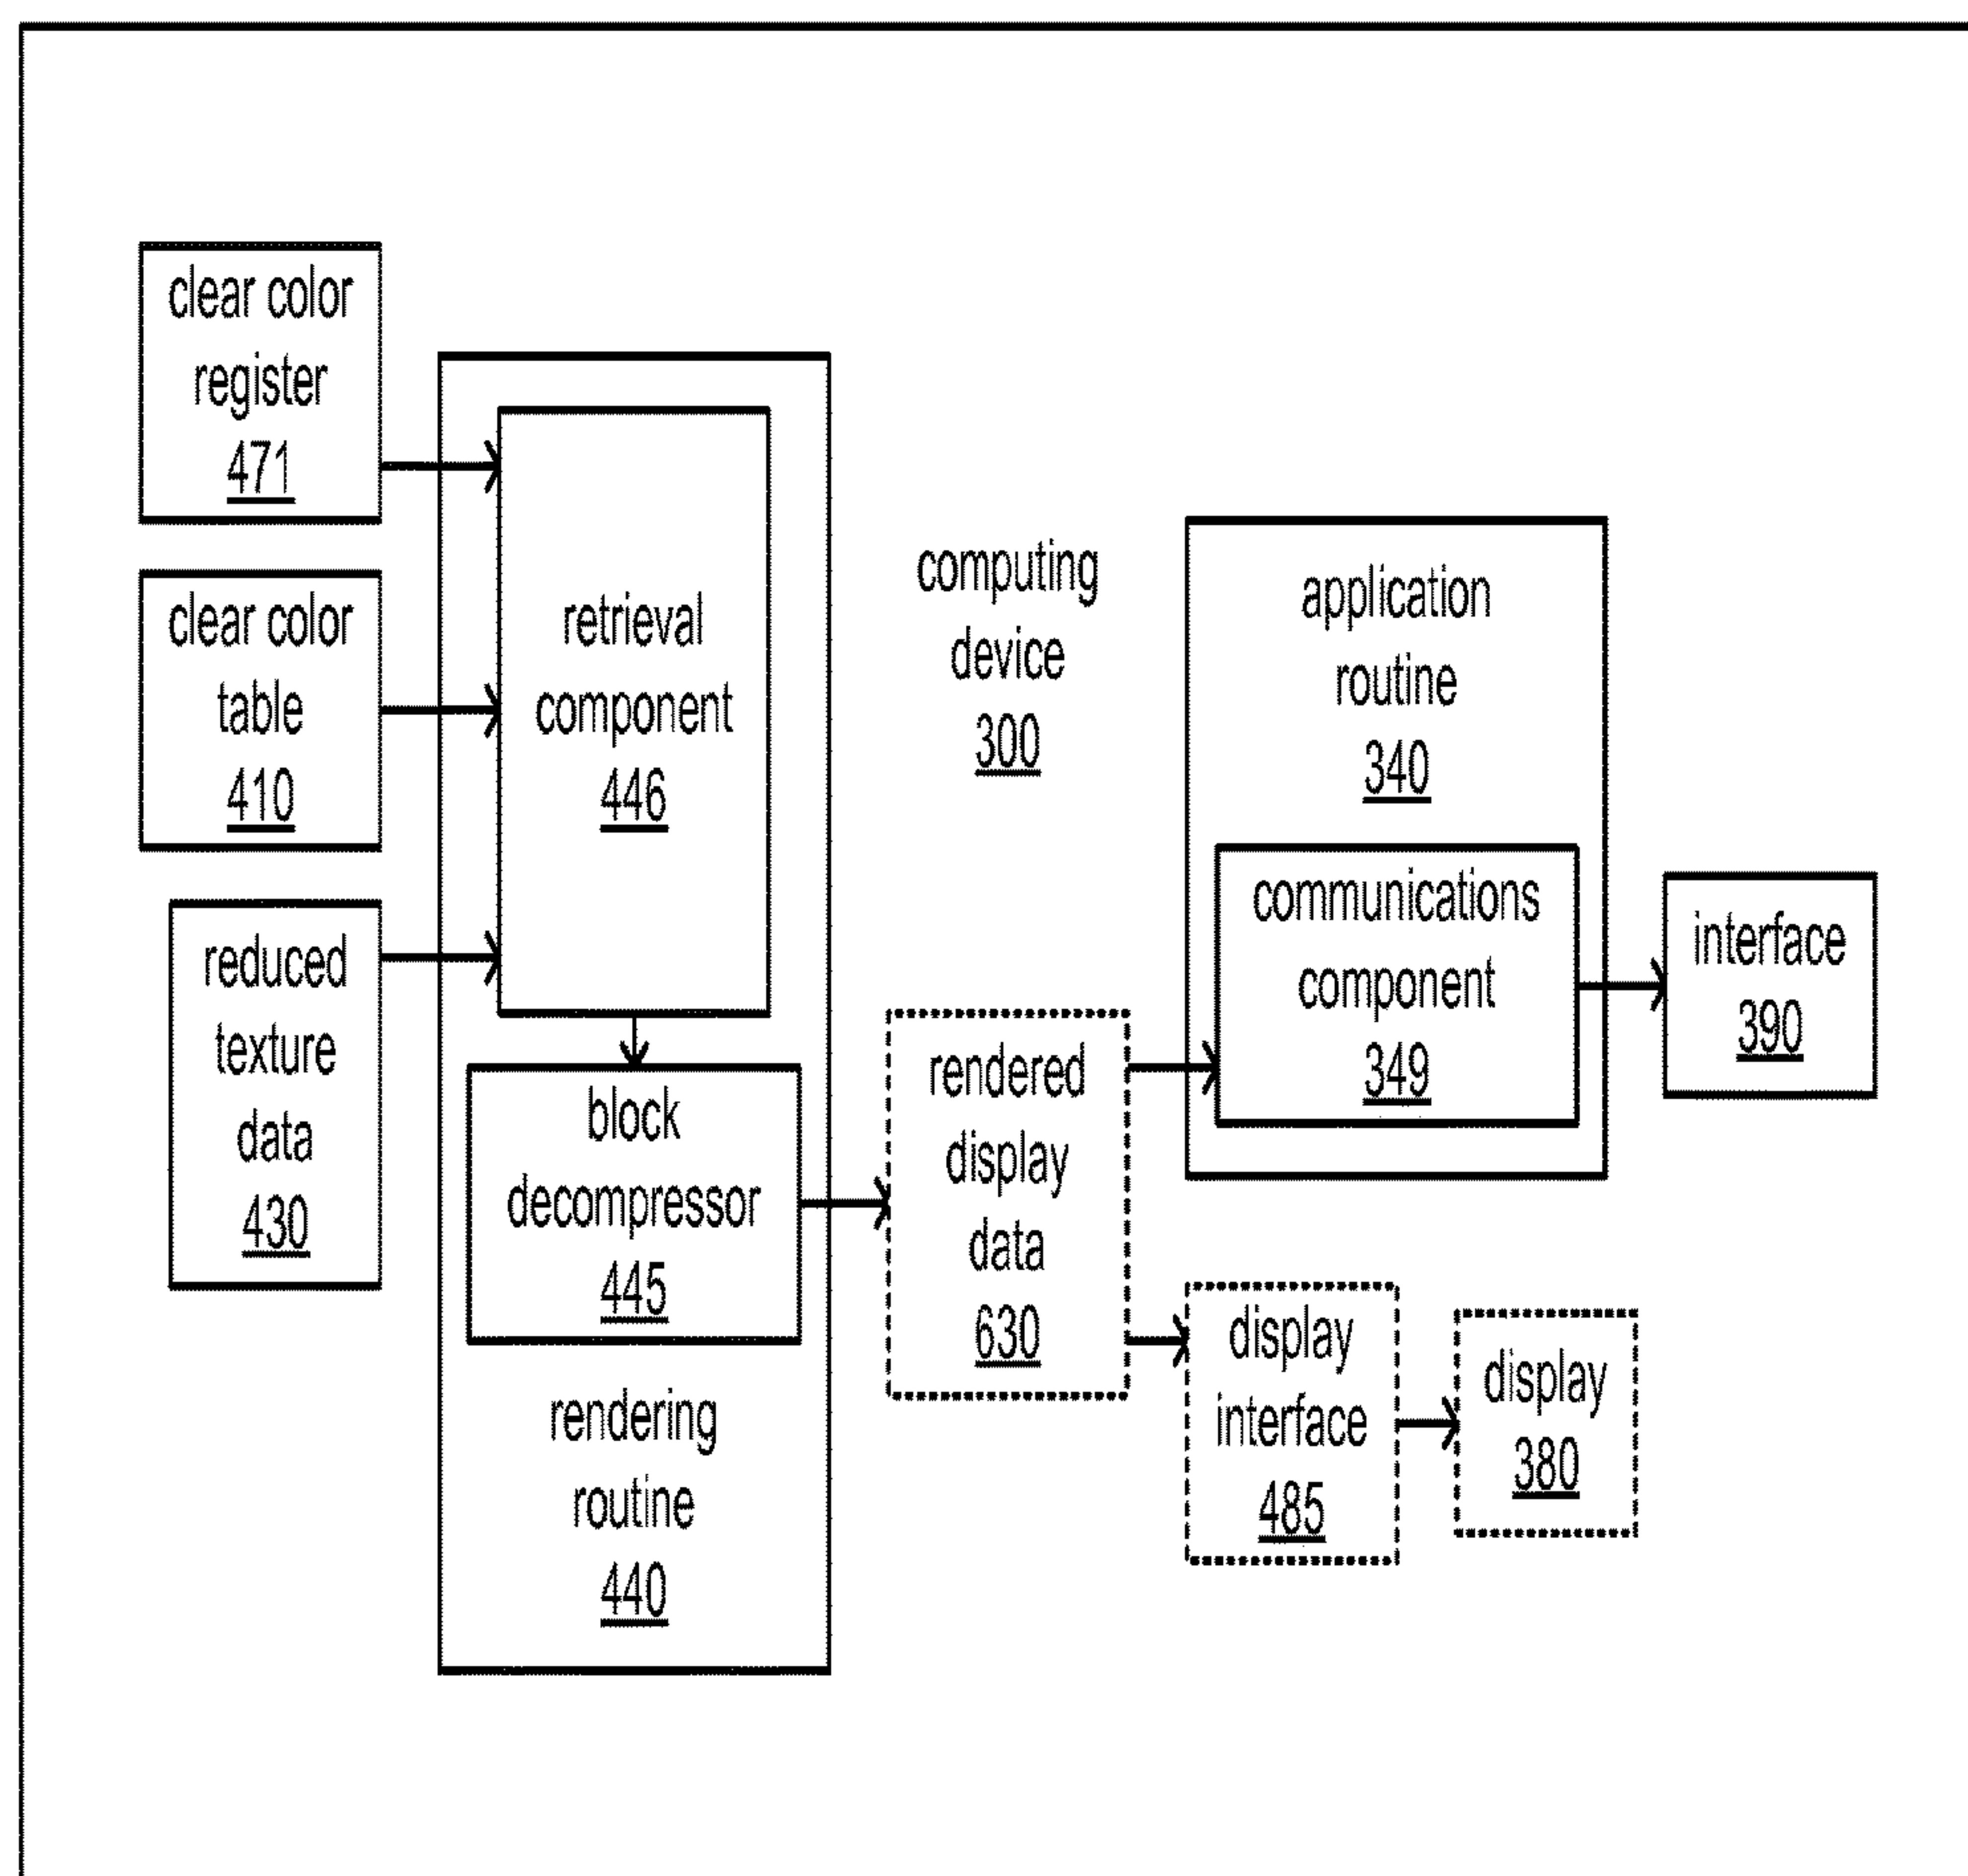 clear color
register
471
clear color
table
410
reduced
texture
data
430
retrieval
component
446
block
decompressor
445
rendering
routine
440
computing
device
300
rendered
display
data
630
application
routine
340
communications
component
349
interface
390
display
interface
485
display
380